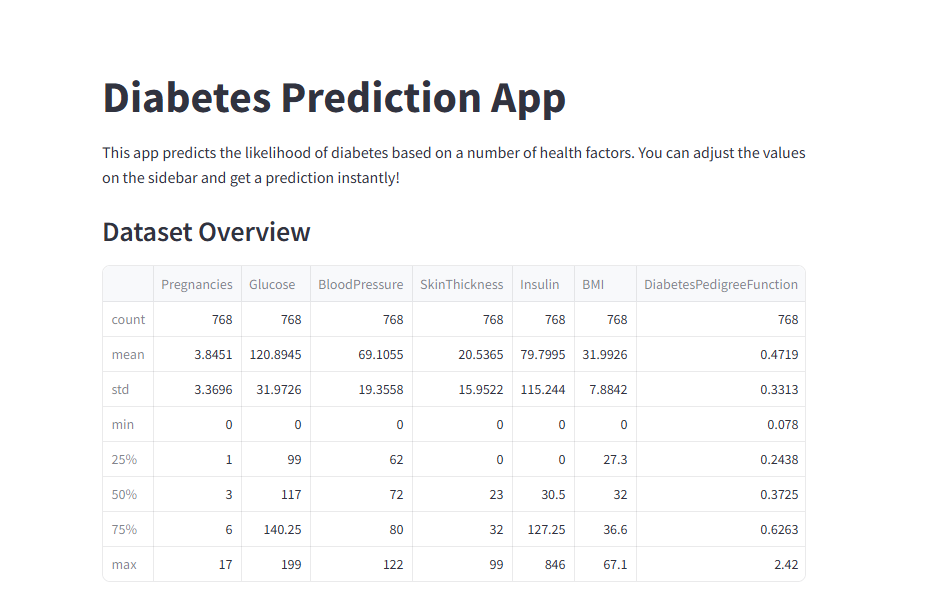 Diabetes Prediction App
This app predicts the likelihood of diabetes based on a number of health factors. You can adjust the values
on the sidebar and get a prediction instantly!
Dataset Overview
Pregnancies Glucose BloodPressure SkinThickness Insulin BMI DiabetesPedigreeFunction
count 768 768 768 768 768 768 768
mean 3.8451 120.8945 69.1055 20.5365 79.7995 31.9926 0.4719
std 3.3696 31.9726 19.3558 15.9522 115.244 7.8842 0.3313
min 0 0 0 0 0 0 0.078
25% 1 99 62 0 0 27.3 0.2438
50% 3 117 72 23 30.5 32 0.3725
75% 6 140.25 80 32 127.25 36.6 0.6263
max 17 199 122 99 846 67.1 2.42